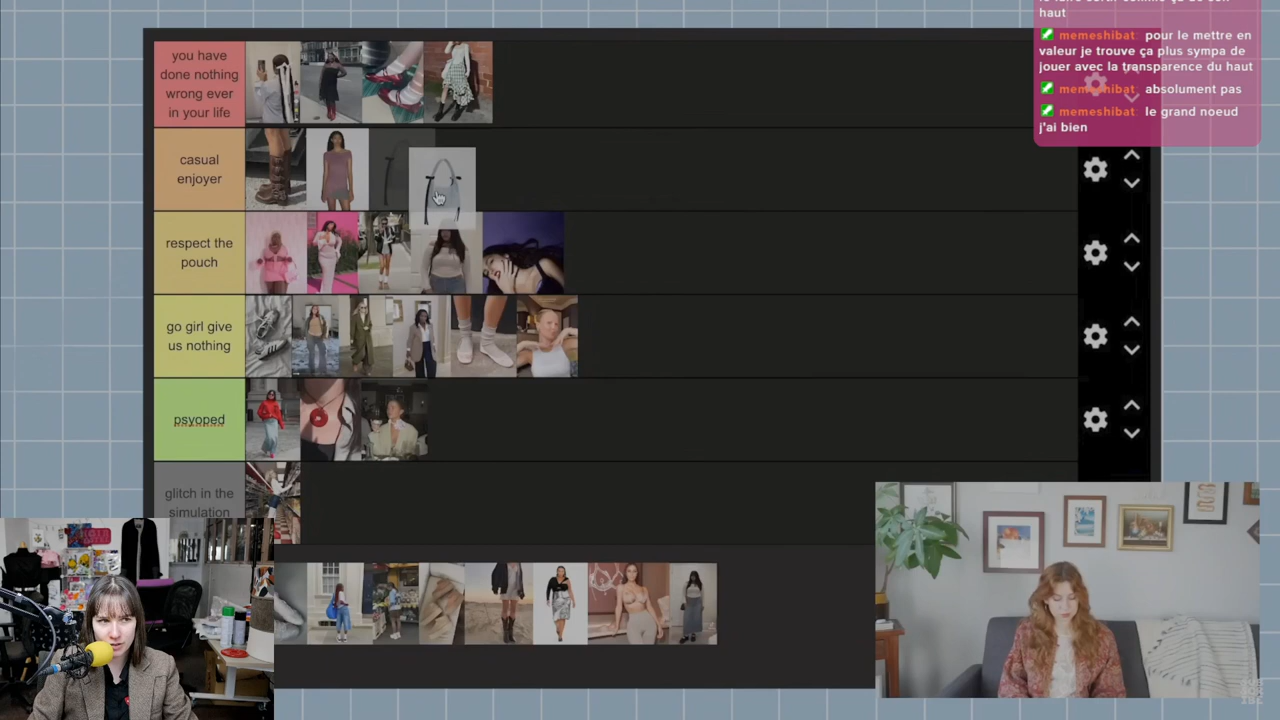 you have
done nothing
wrong ever
in your life
casual
enjoyer
respect the
pouch
go girl give
us nothing
psyoped
glitch in the
simulation
haut
memeshibat: pour le mettre en
valeur je trouve ça plus sympa de
jouer avec la transparence du haut
memeshibat: absolument pas
memeshibat: le grand noeud
j'ai bien